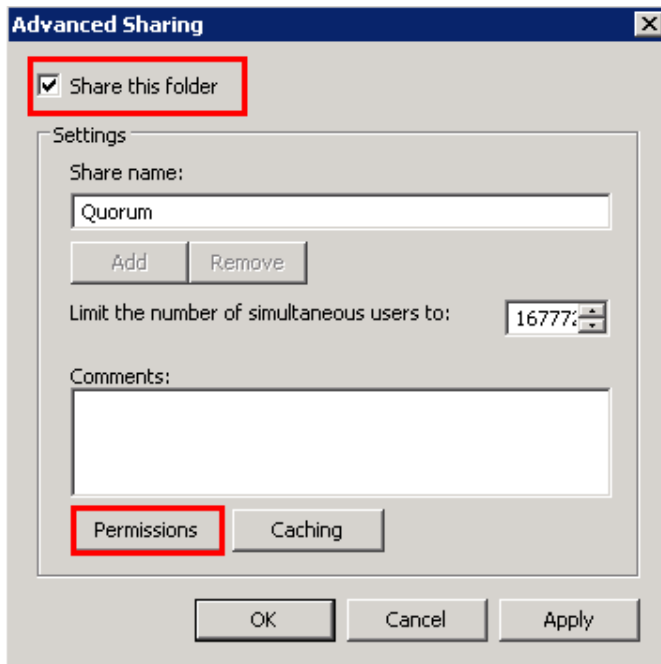 Advanced Sharing
Share this folder
Settings
Share name:
Quorum
Add Remove
Limit the number of simultaneous users to:
Comments:
Permissions Caching
OK Cancel Apply